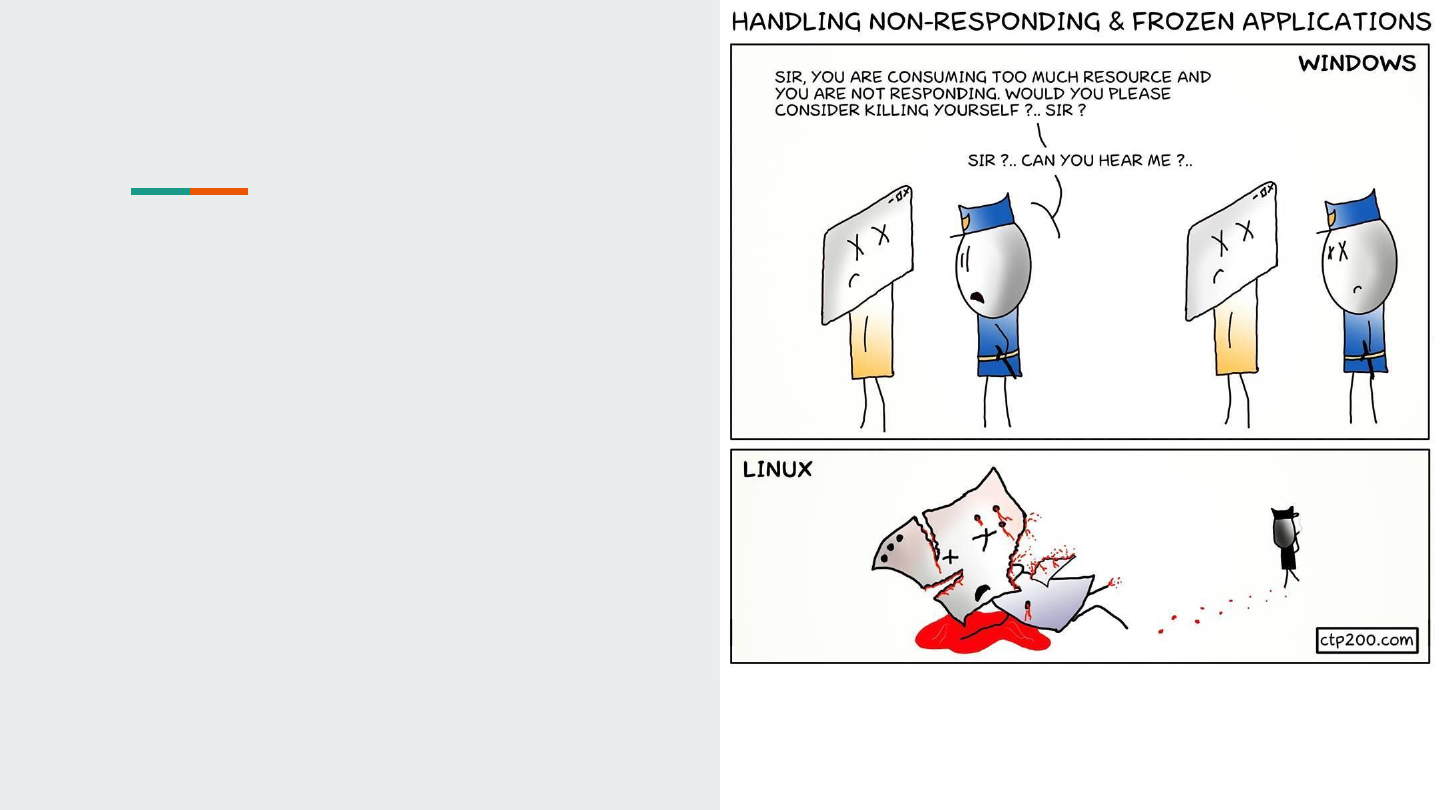 HANDLING NON-RESPONDING & FROZEN APPLICATIONS
WINDOWS
SIR, YOU ARE CONSUMING TOO MUCH RESOURCE AND
YOU ARE NOT RESPONDING. WOULD YOU PLEASE
CONSIDER KILLING YOURSELF ?.. SIR ?
SIR ?.. CAN YOU HEAR ME ?..
LINUX
ctp200.com